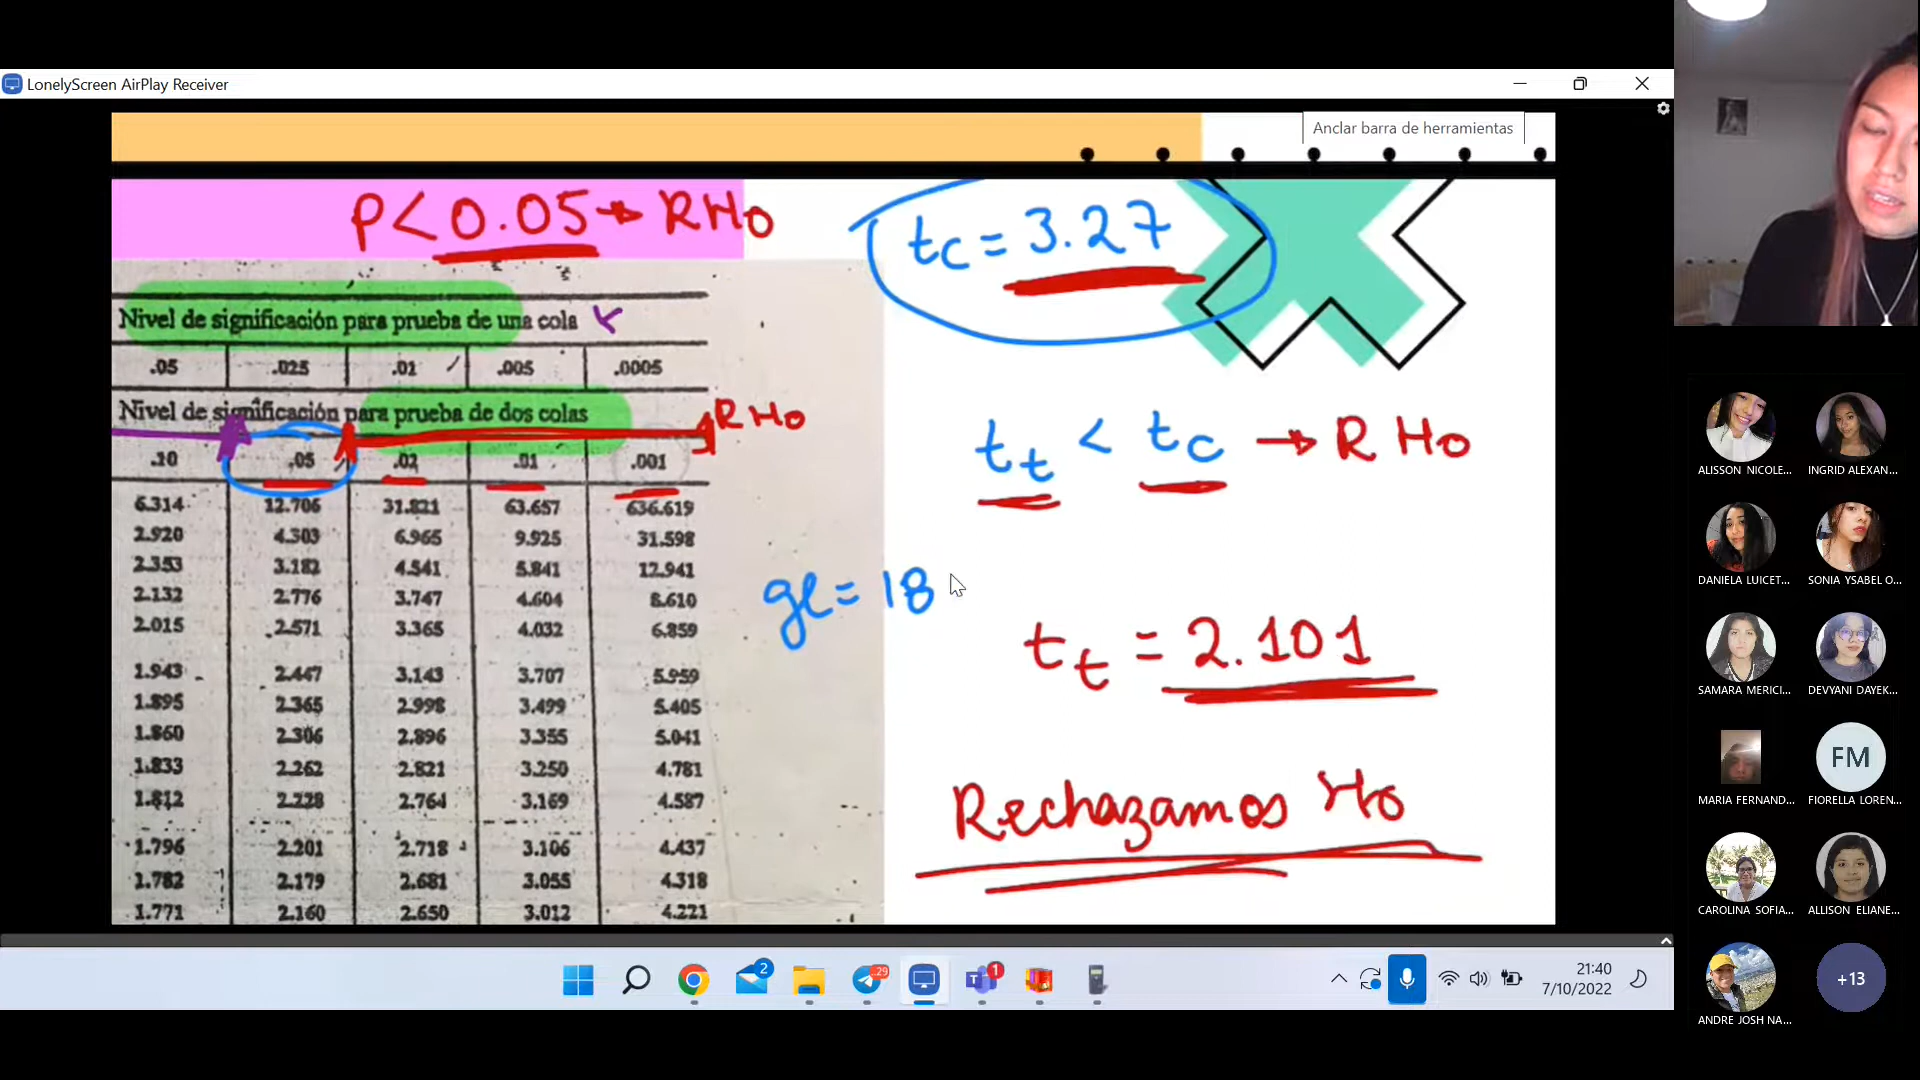 LonelyScreen AirPlay Receiver
Anclar barra de herramientas
P < 0.05 → RHo
tc = 3.27
Nivel de significación para prueba de una cola
.05 .025 .01 .005 .0005
Nivel de significación para prueba de dos colas
RHo
.10 .05 .02 .01 .001
tt < tc → R Ho
6.314 12.706 31.821 63.657 636.619
2.920 4.303 6.965 9.925 31.598
2.353 3.182 4.541 5.841 12.941
2.132 2.776 3.747 4.604 8.610
2.015 2.571 3.365 4.032 6.859
gl = 18
tt = 2.101
1.943 2.447 3.143 3.707 5.959
1.895 2.365 2.998 3.499 5.405
1.860 2.306 2.896 3.355 5.041
1.833 2.262 2.821 3.250 4.781
1.812 2.228 2.764 3.169 4.587
Rechazamos Ho
1.796 2.201 2.718 3.106 4.437
1.782 2.179 2.681 3.055 4.318
1.771 2.160 2.650 3.012 4.221
ALISSON NICOLE...
INGRID ALEXAN...
DANIELA LUICET...
SONIA YSABEL O...
SAMARA MERICI...
DEVYANI DAYEK...
MARIA FERNAND...
FM
FIORELLA LOREN...
CAROLINA SOFIA...
ALLISON ELIANE...
ANDRE JOSH NA...
+13
2
29
1
21:40
7/10/2022